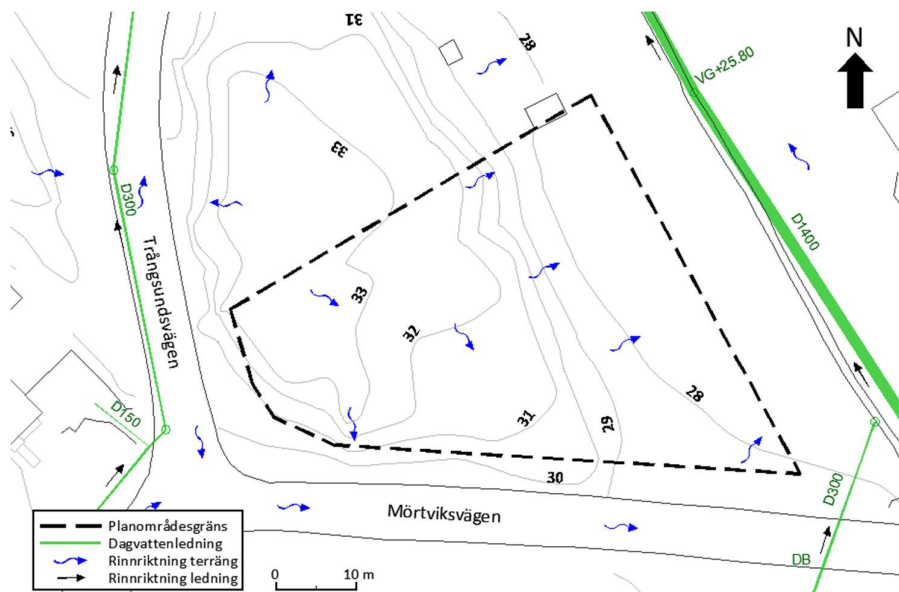 31
28
N
VG+25.80
33
D300
D1400
Trångsundsvägen
33
32
28
D150
31
29
30
D300
Mörtviksvägen
DB
Planområdesgräns
Dagvattenledning
Rinnriktning terräng
Rinnriktning ledning
0 10 m